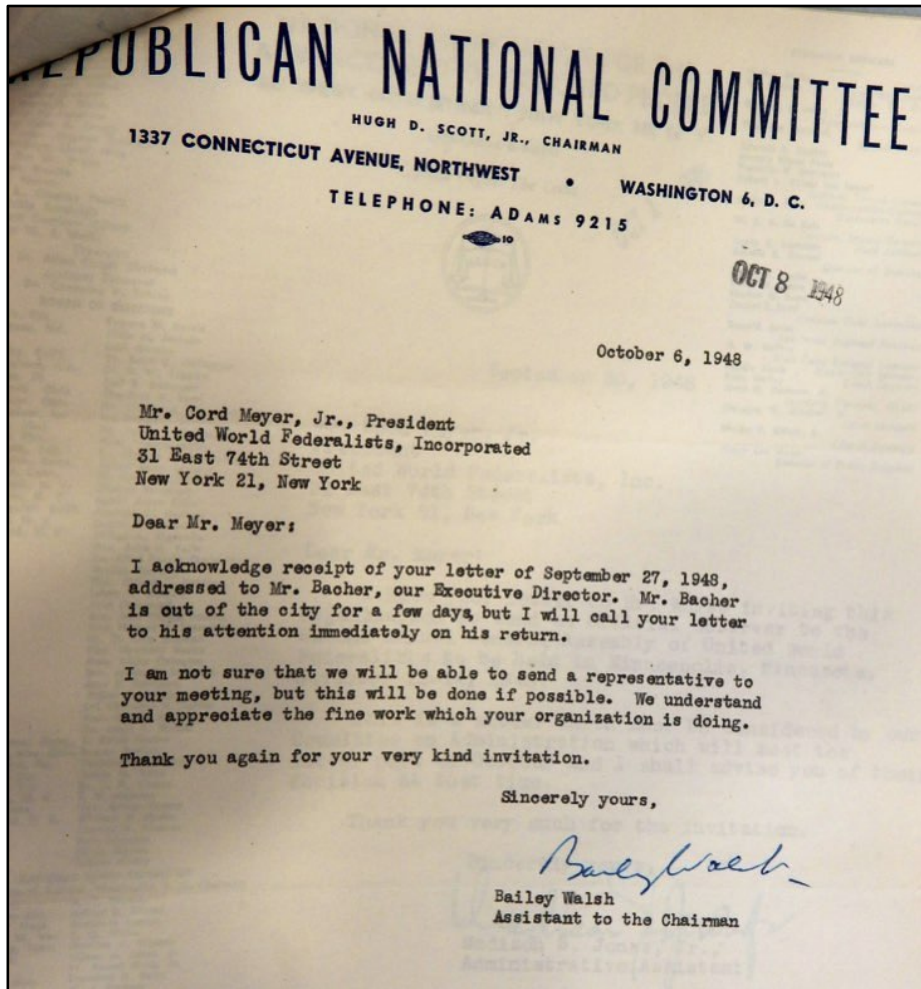 REPUBLICAN NATIONAL COMMITTEE
HUGH D. SCOTT, JR., CHAIRMAN
1337 CONNECTICUT AVENUE, NORTHWEST • WASHINGTON 6, D. C.
TELEPHONE: ADAMS 9215
10
OCT 8 1948
October 6, 1948
Mr. Cord Meyer, Jr., President
United World Federalists, Incorporated
31 East 74th Street
New York 21, New York
Dear Mr. Meyer:
I acknowledge receipt of your letter of September 27, 1948,
addressed to Mr. Bacher, our Executive Director. Mr. Bacher
is out of the city for a few days, but I will call your letter
to his attention immediately on his return.
I am not sure that we will be able to send a representative to
your meeting, but this will be done if possible. We understand
and appreciate the fine work which your organization is doing.
Thank you again for your very kind invitation.
Sincerely yours,
Bailey Walsh
Bailey Walsh
Assistant to the Chairman